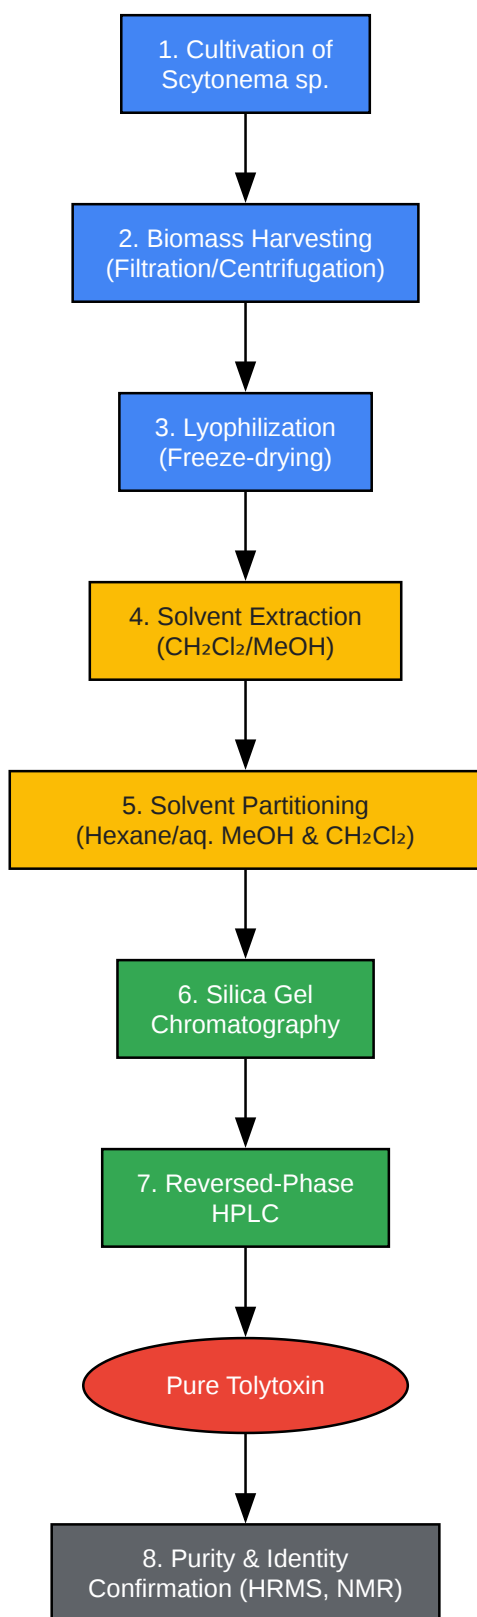 1. Cultivation of
Scytonema sp.
2. Biomass Harvesting
(Filtration/Centrifugation)
3. Lyophilization
(Freeze-drying)
4. Solvent Extraction
(CH₂Cl₂/MeOH)
5. Solvent Partitioning
(Hexane/aq. MeOH & CH₂Cl₂)
6. Silica Gel
Chromatography
7. Reversed-Phase
HPLC
Pure Tolytoxin
8. Purity & Identity
Confirmation (HRMS, NMR)